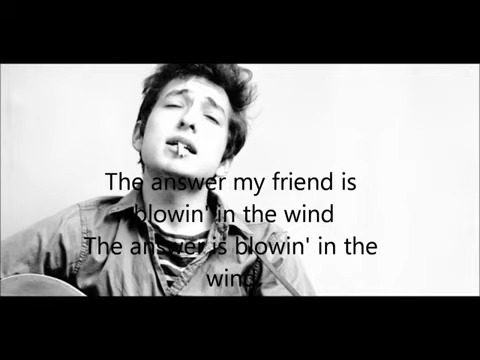 The answer my friend is
blowin' in the wind
The answer is blowin' in the
wind